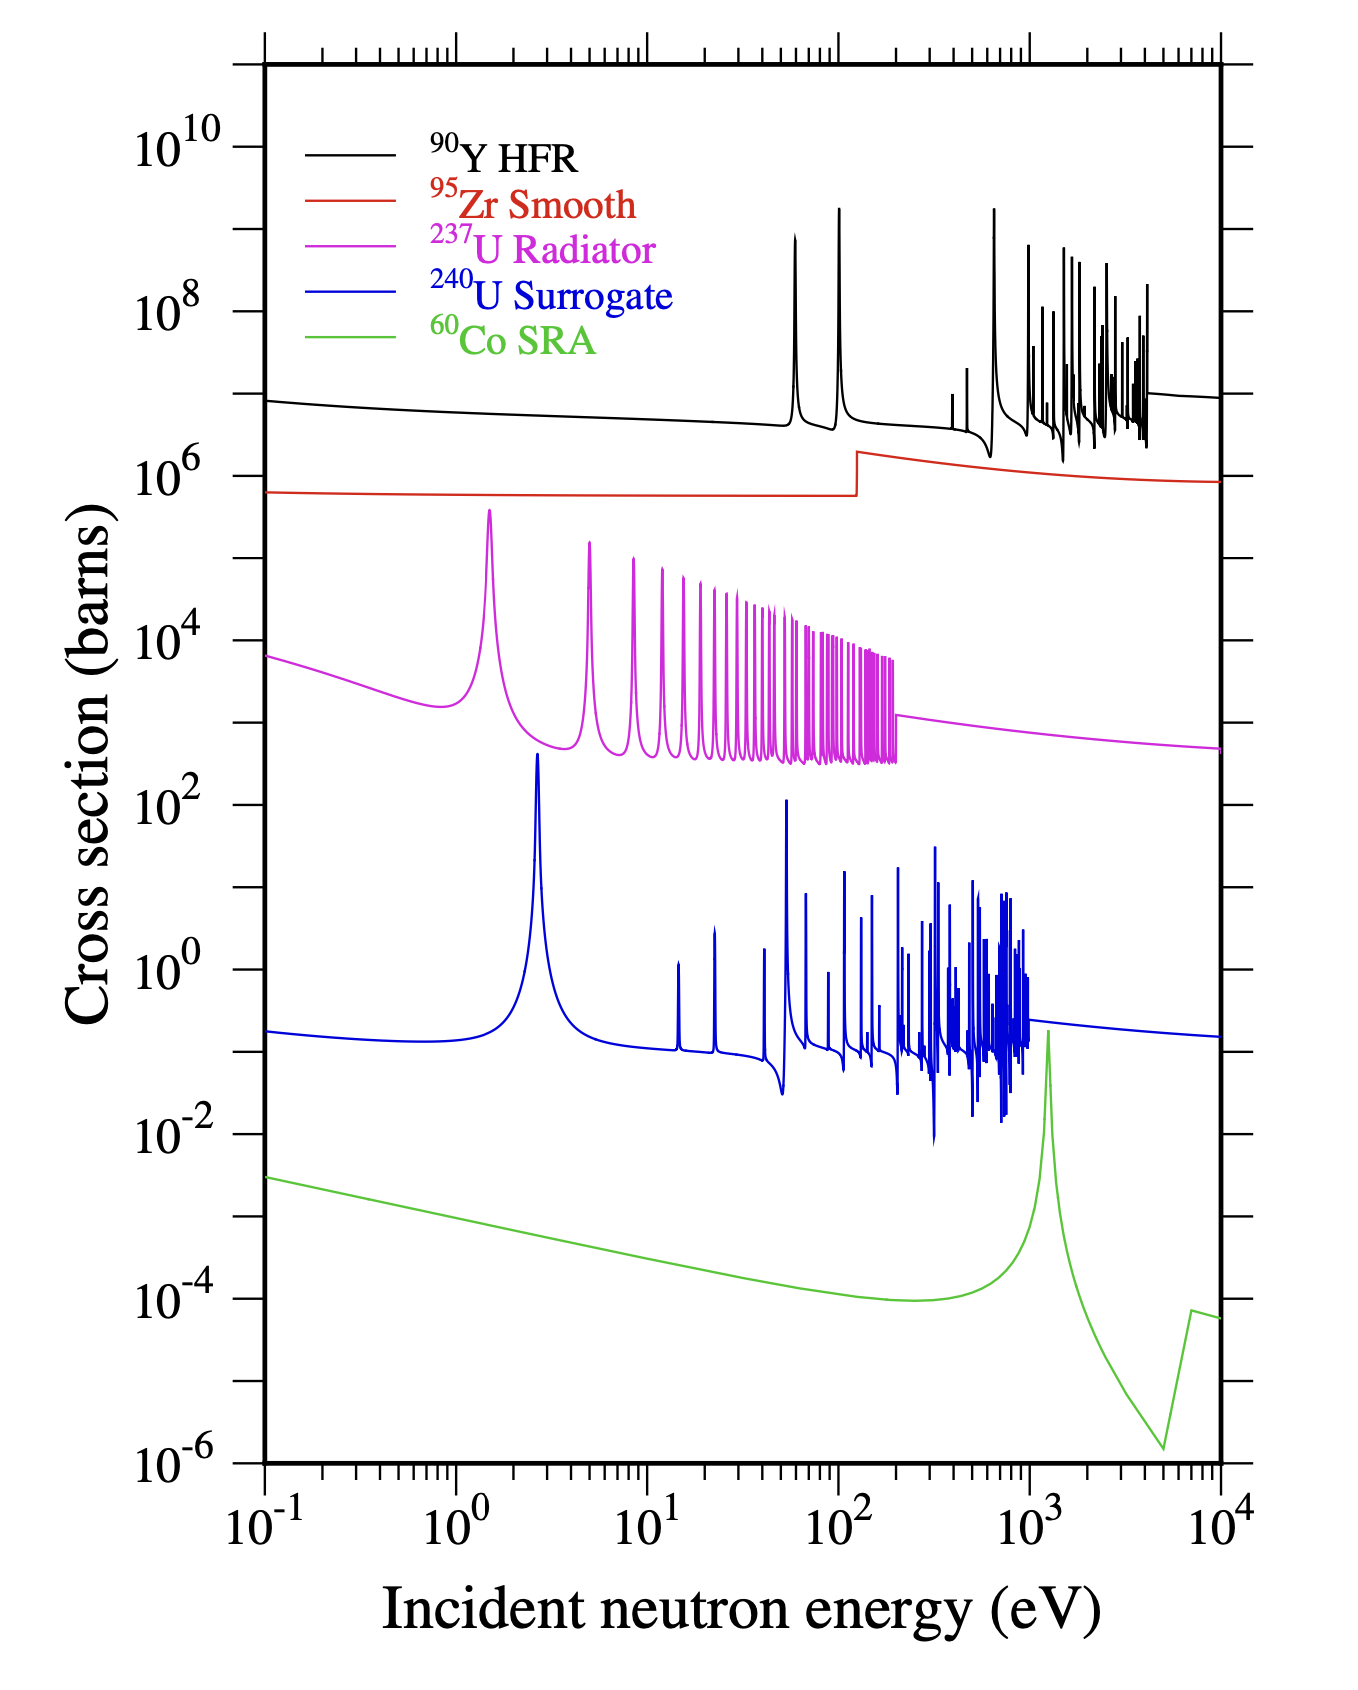 10^10
10^8
10^6
10^4
10^2
10^0
10^-2
10^-4
10^-6
Cross section (barns)
^90Y HFR
^95Zr Smooth
^237U Radiator
^240U Surrogate
^60Co SRA
10^-1 10^0 10^1 10^2 10^3 10^4
Incident neutron energy (eV)